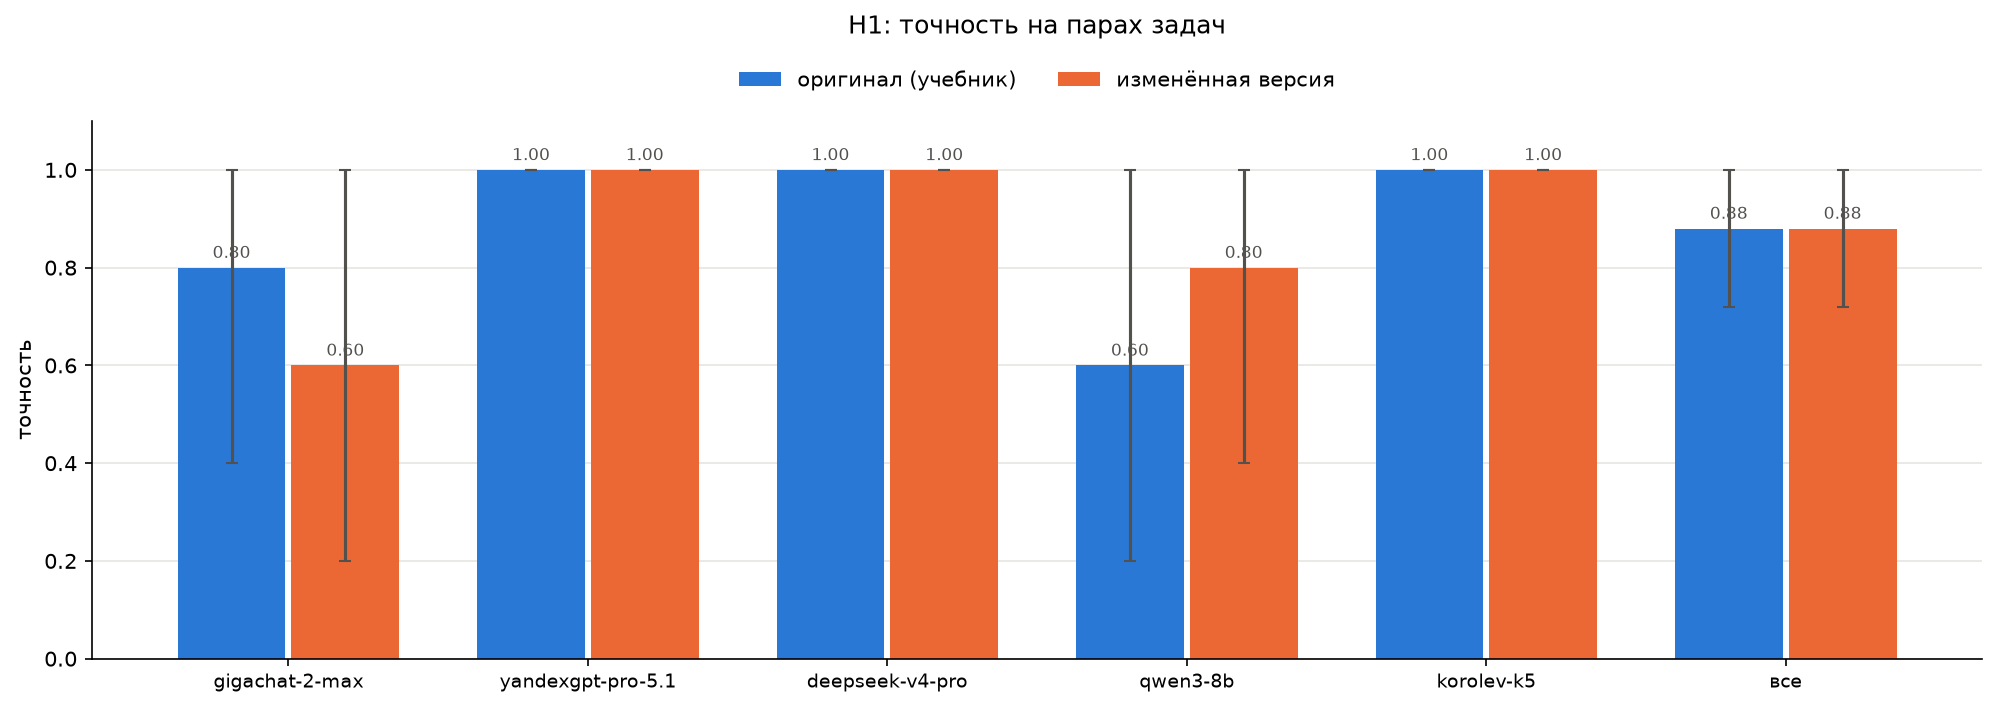 H1: точность на парах задач
оригинал (учебник) изменённая версия
1.00 1.00 1.00 1.00 1.00 1.00
1.0
0.88 0.88
0.80 0.80
0.8
0.60 0.60
0.6
точность
0.4
0.2
0.0
gigachat-2-max yandexgpt-pro-5.1 deepseek-v4-pro qwen3-8b korolev-k5 все